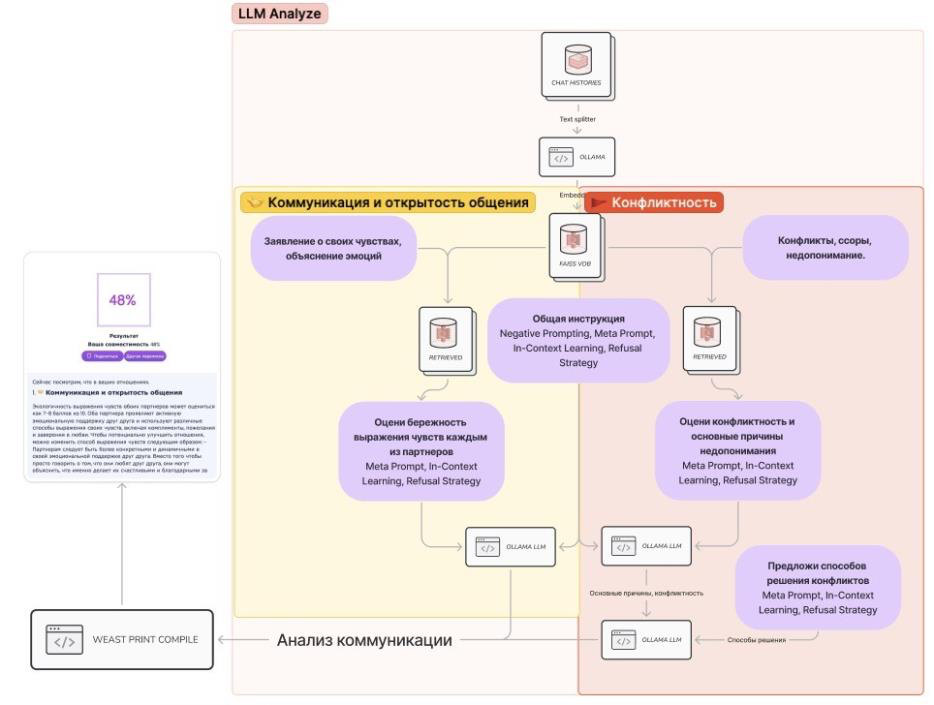 LLM Analyze
CHAT HISTORIES
Text splitter
OLLAMA
Коммуникация и открытость общения
Конфликтность
Заявление о своих чувствах,
объяснение эмоций
FAISS VDB
Конфликты, ссоры,
недопонимание.
48%
Результат
Ваша совместимость 48%
Поделиться
Другая переписка
Сейчас посмотрим, что в ваших отношениях.
1. Коммуникация и открытость общения
Экологичность выражения чувств обоих партнеров может оцениться
как 7-8 баллов из 10. Оба партнера проявляют активную
эмоциональную поддержку друг друга и используют различные
способы выражения своих чувств, включая комплименты, пожелания
и заверения в любви. Чтобы потенциально улучшить отношения,
можно изменить способ выражения чувств следующим образом: -
Партнерам следует быть более конкретными и динамичными в
своей эмоциональной поддержке друг друга. Вместо того чтобы
просто говорить о том, что они любят друг друга, они могут
объяснить, что именно делает их счастливыми и благодарными за
RETRIEVED
Общая инструкция
Negative Prompting, Meta Prompt,
In-Context Learning, Refusal
Strategy
RETRIEVED
Оцени бережность
выражения чувств каждым
из партнеров
Meta Prompt, In-Context
Learning, Refusal Strategy
Оцени конфликтность и
основные причины
недопонимания
Meta Prompt, In-Context
Learning, Refusal Strategy
OLLAMA LLM
OLLAMA LLM
Основные причины, конфликтность
Предложи способов
решения конфликтов
Meta Prompt, In-Context
Learning, Refusal Strategy
WEAST PRINT COMPILE
Анализ коммуникации
OLLAMA LLM
Способы решения